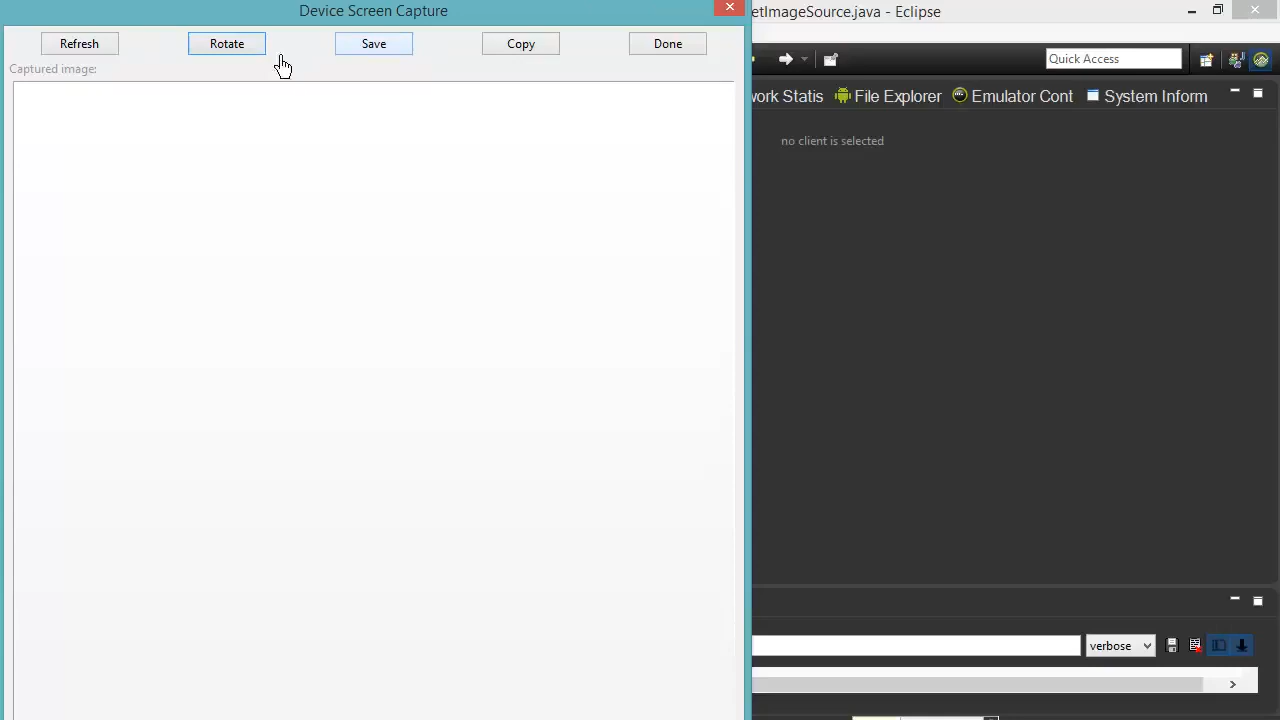 Device Screen Capture
etImageSource.java - Eclipse
Refresh
Rotate
Save
Copy
Done
Quick Access
Captured image:
work Statis
File Explorer
Emulator Cont
System Inform
no client is selected
verbose